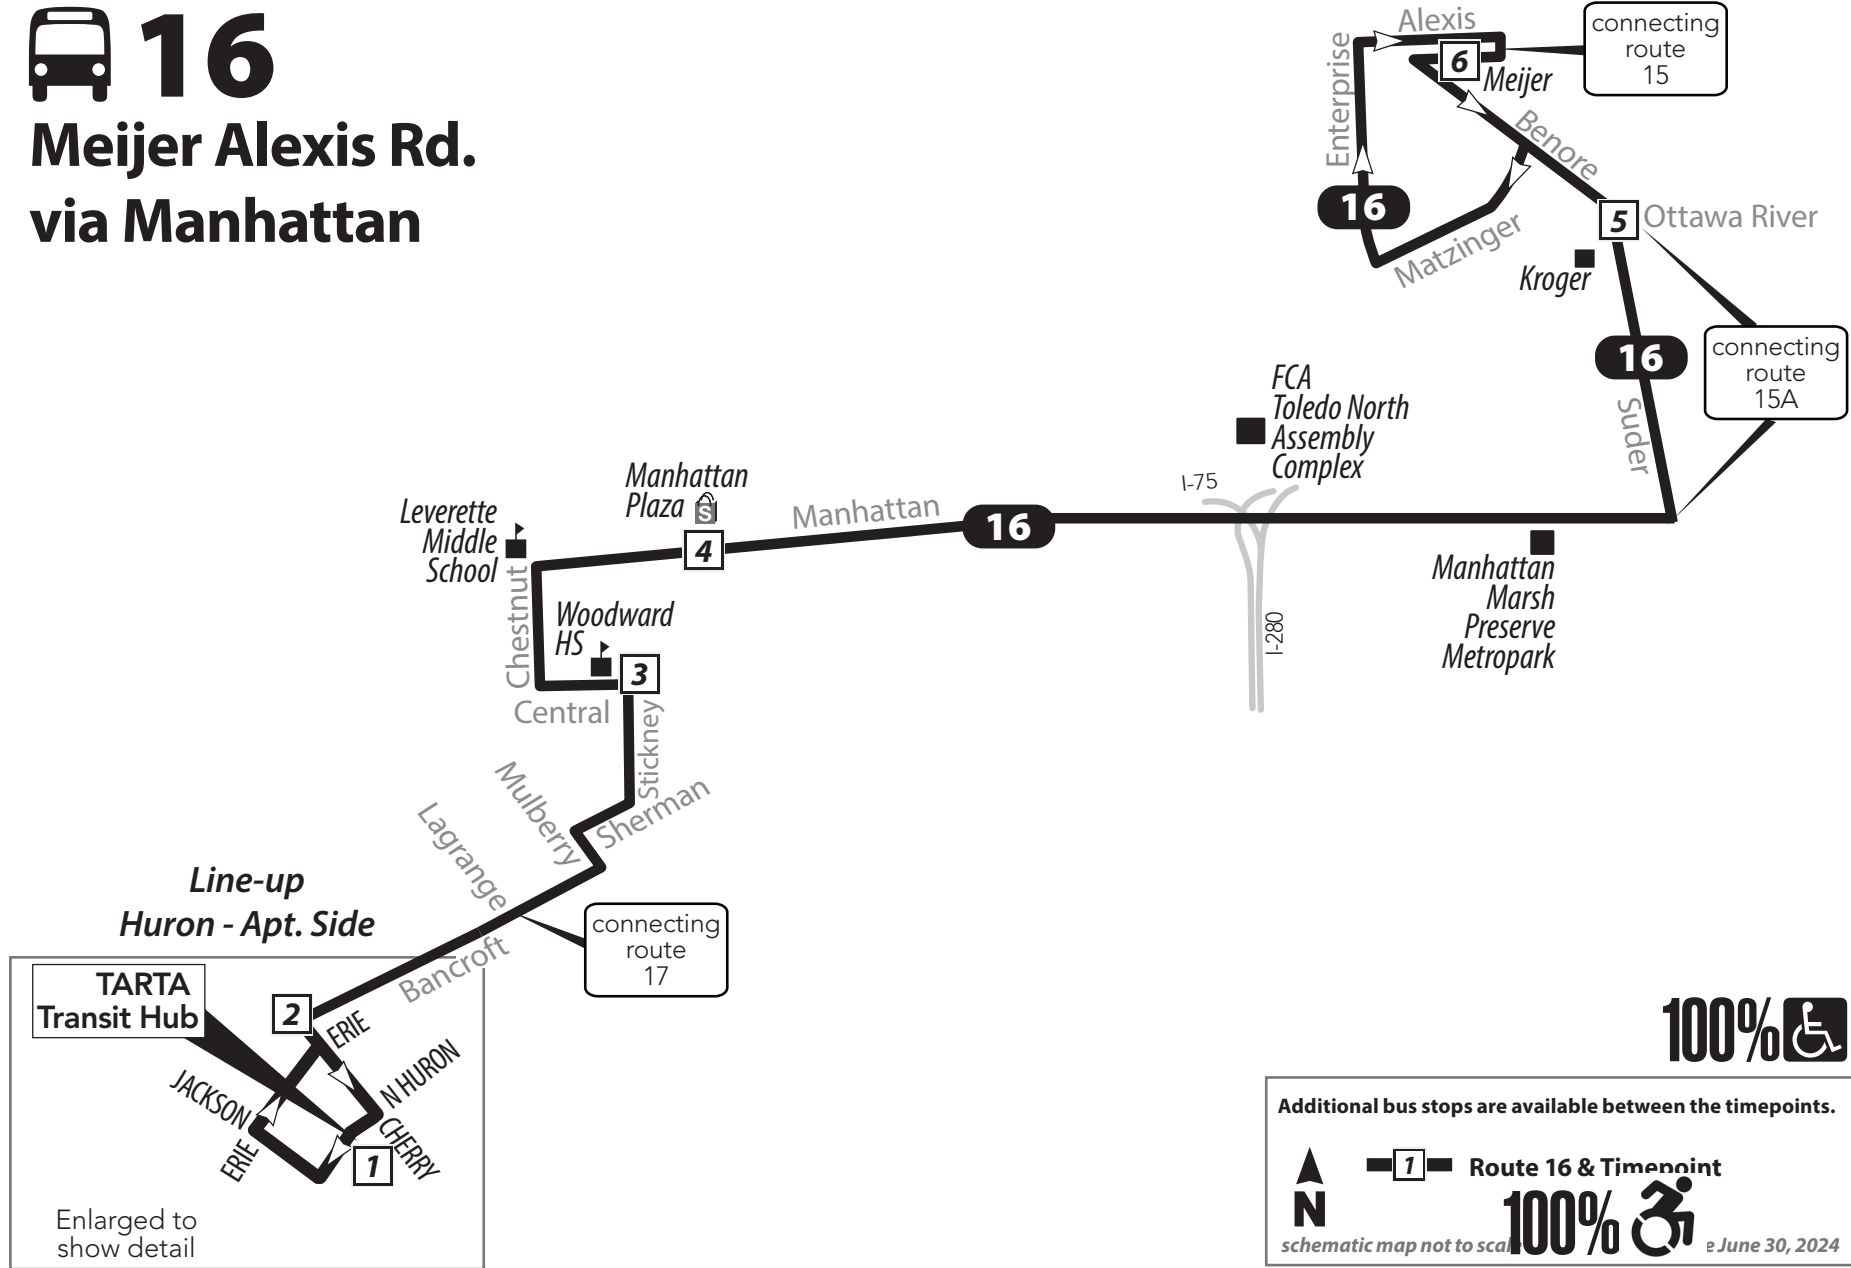 16
Meijer Alexis Rd.
via Manhattan
Alexis
Enterprise
6
Meijer
connecting
route
15
Benore
16
Matzinger
5
Ottawa River
Kroger
16
connecting
route
15A
Suder
FCA
Toledo North
Assembly
Complex
I-75
I-280
Manhattan
Plaza
S
Leverette
Middle
School
4
Manhattan
16
Manhattan
Marsh
Preserve
Metropark
Chestnut
Woodward
HS
3
Central
Stickney
Mulberry
Sherman
Lagrange
Bancroft
connecting
route
17
Line-up
Huron - Apt. Side
TARTA
Transit Hub
2
ERIE
N HURON
JACKSON
CHERRY
ERIE
1
Enlarged to
show detail
100%
Additional bus stops are available between the timepoints.
1
Route 16 & Timepoint
N
100%
schematic map not to
June 30, 2024